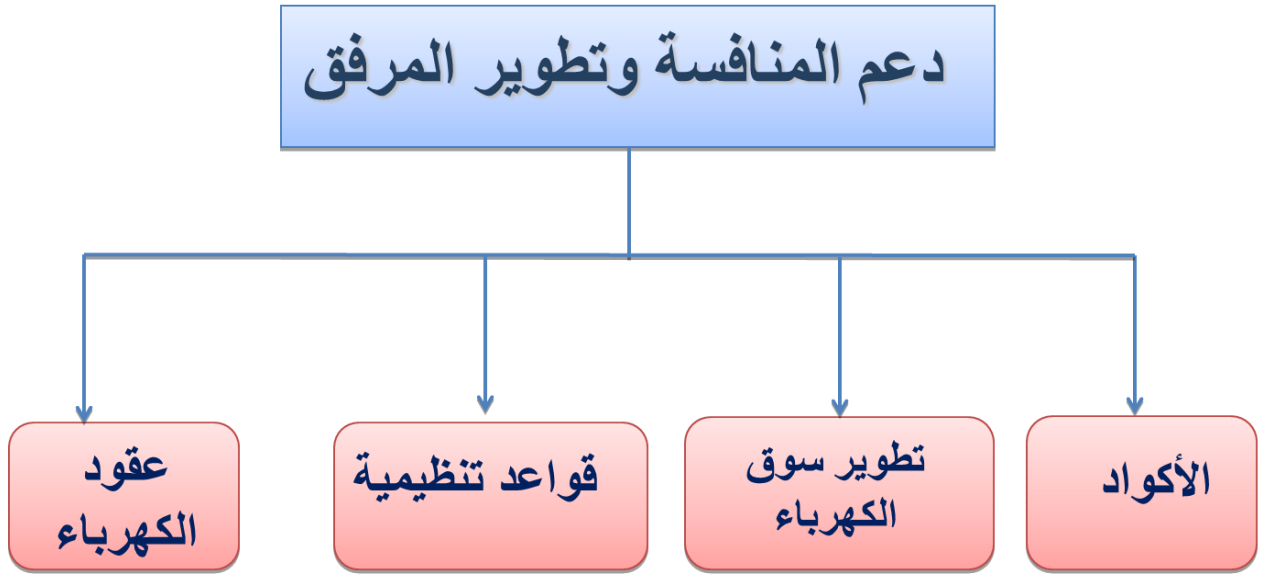 دعم المنافسة وتطوير المرفق
الأكواد
تطوير سوق
الكهرباء
قواعد تنظيمية
عقود
الكهرباء